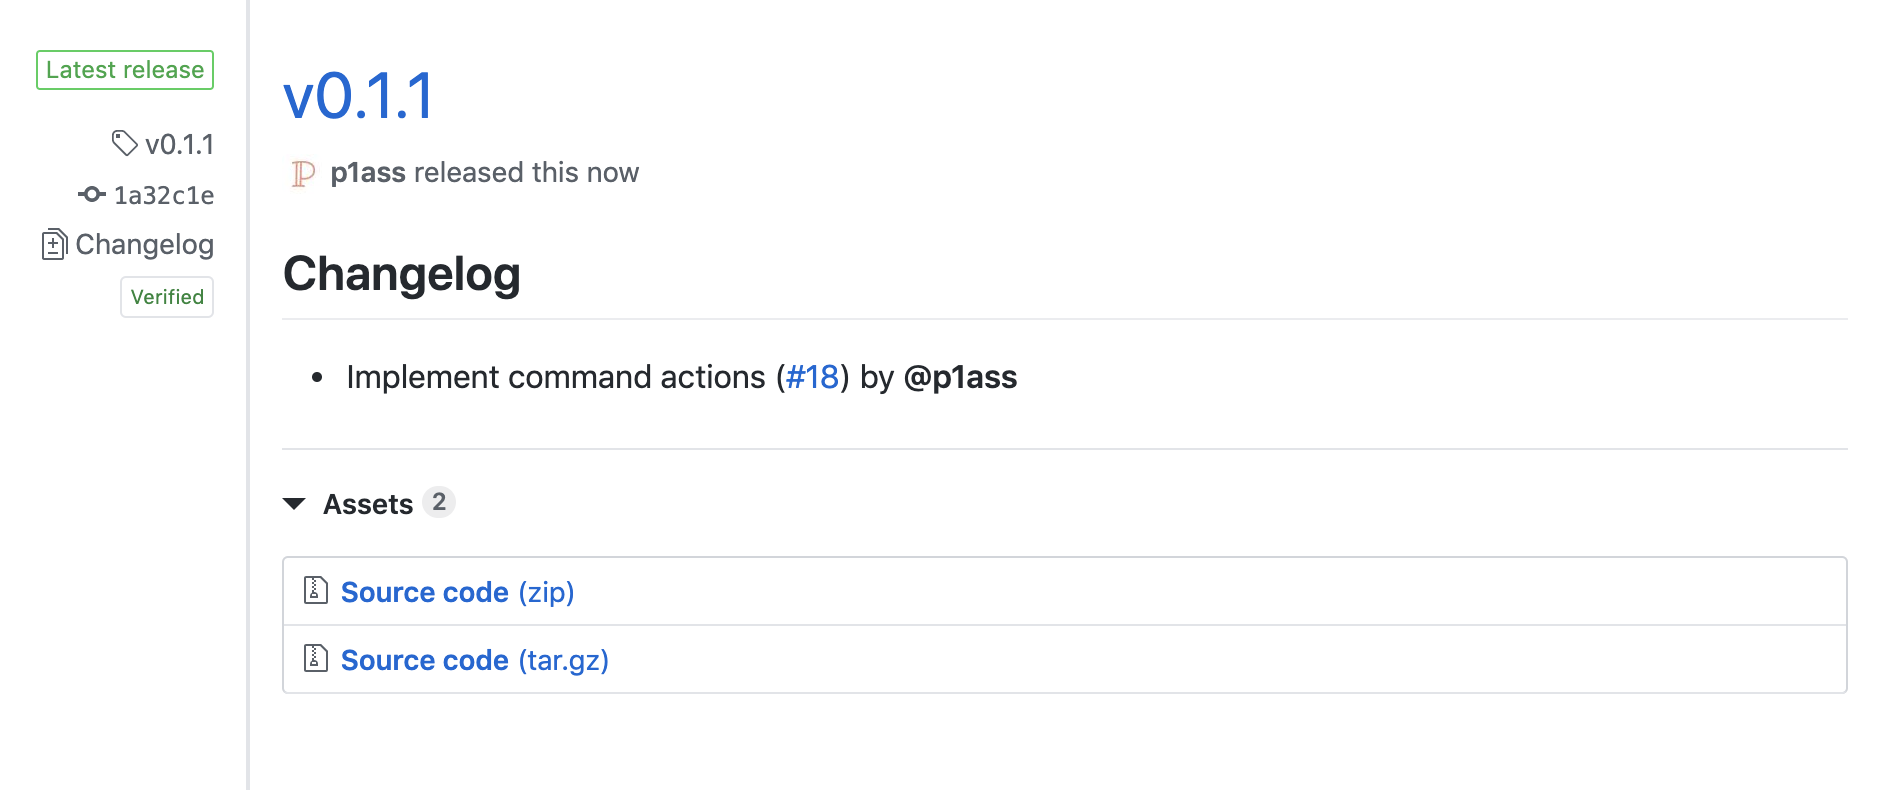 Latest release
v0.1.1
1a32c1e
Changelog
Verified
v0.1.1
p1ass released this now
Changelog
• Implement command actions (#18) by @p1ass
Assets 2
Source code (zip)
Source code (tar.gz)